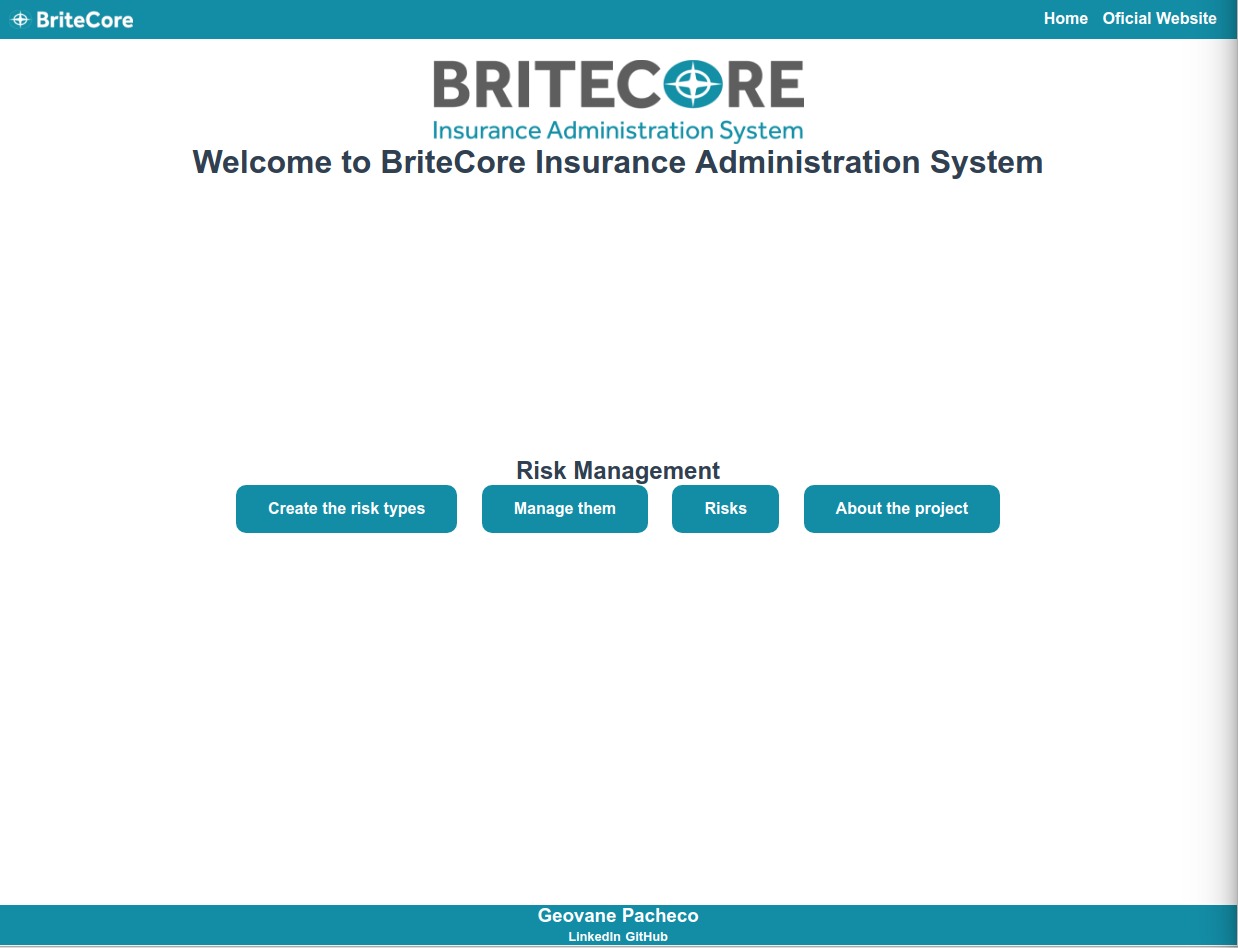 BriteCore Home Oficial Website
BRITECORE
Insurance Administration System
Welcome to BriteCore Insurance Administration System
Risk Management
Create the risk types Manage them Risks About the project
Geovane Pacheco
LinkedIn GitHub